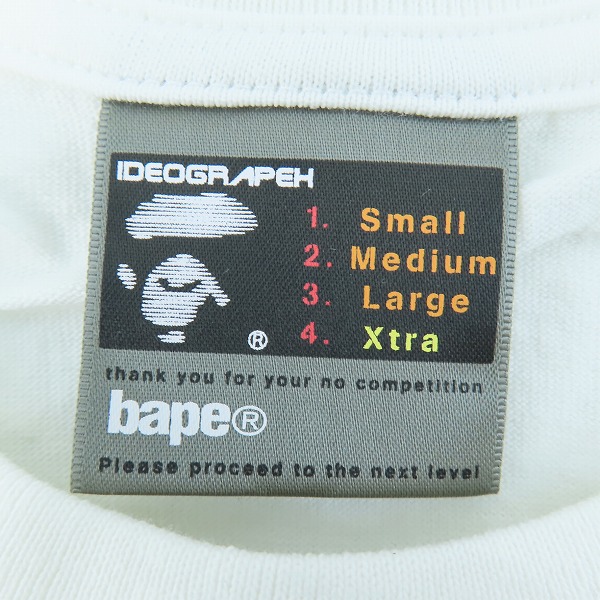 IDEOGRAPEH
1. Small
2. Medium
3. Large
4. Xtra
®
thank you for your no competition
bape®
Please proceed to the next level